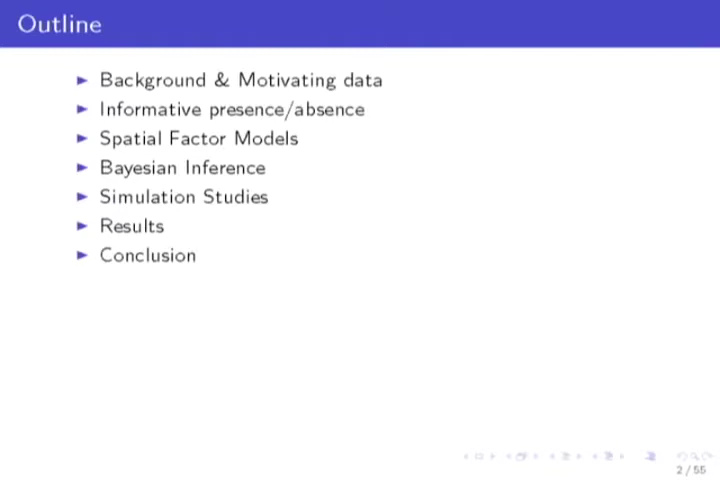 Outline
Background & Motivating data
Informative presence/absence
Spatial Factor Models
Bayesian Inference
Simulation Studies
Results
Conclusion
2 / 55